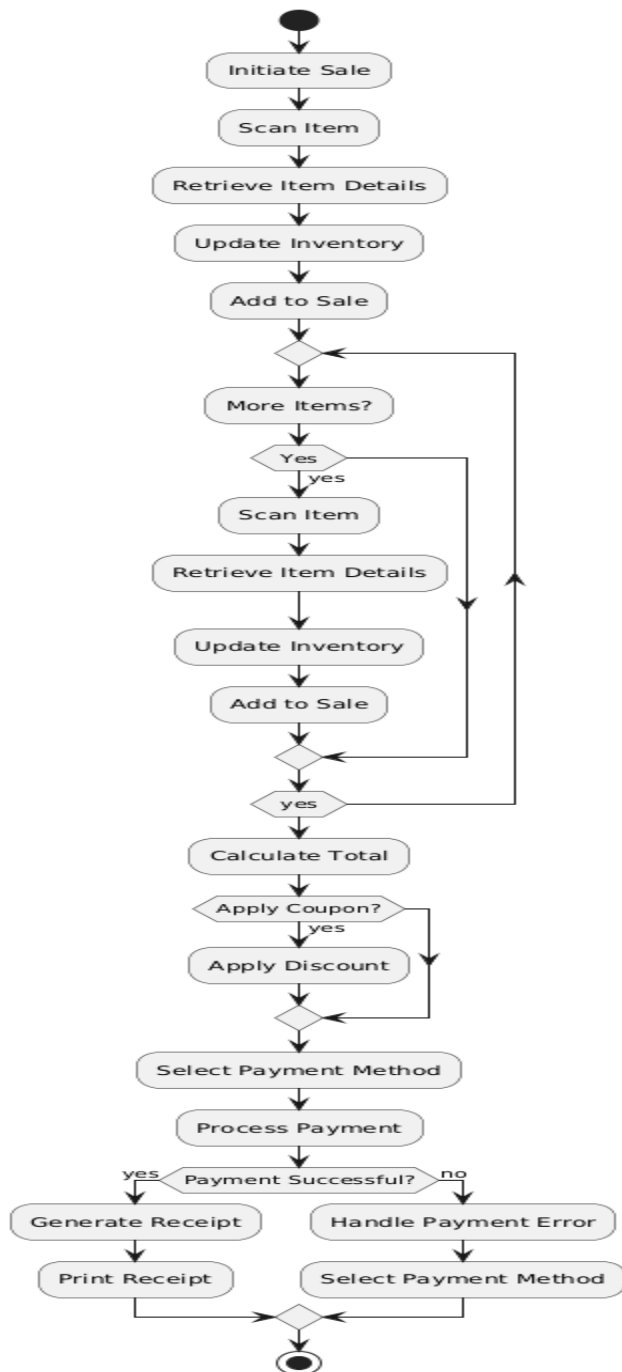 Initiate Sale
Scan Item
Retrieve Item Details
Update Inventory
Add to Sale
More Items?
Yes
yes
Scan Item
Retrieve Item Details
Update Inventory
Add to Sale
yes
Calculate Total
Apply Coupon?
yes
Apply Discount
Select Payment Method
Process Payment
yes Payment Successful? no
Generate Receipt Handle Payment Error
Print Receipt Select Payment Method